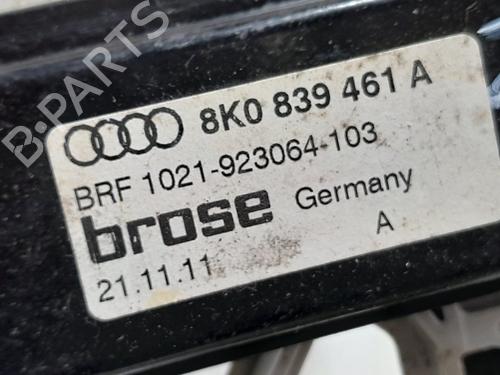 B-PARTS
8K0 839 461 A
BRF 1021-923064-103
brose Germany
21.11.11 A